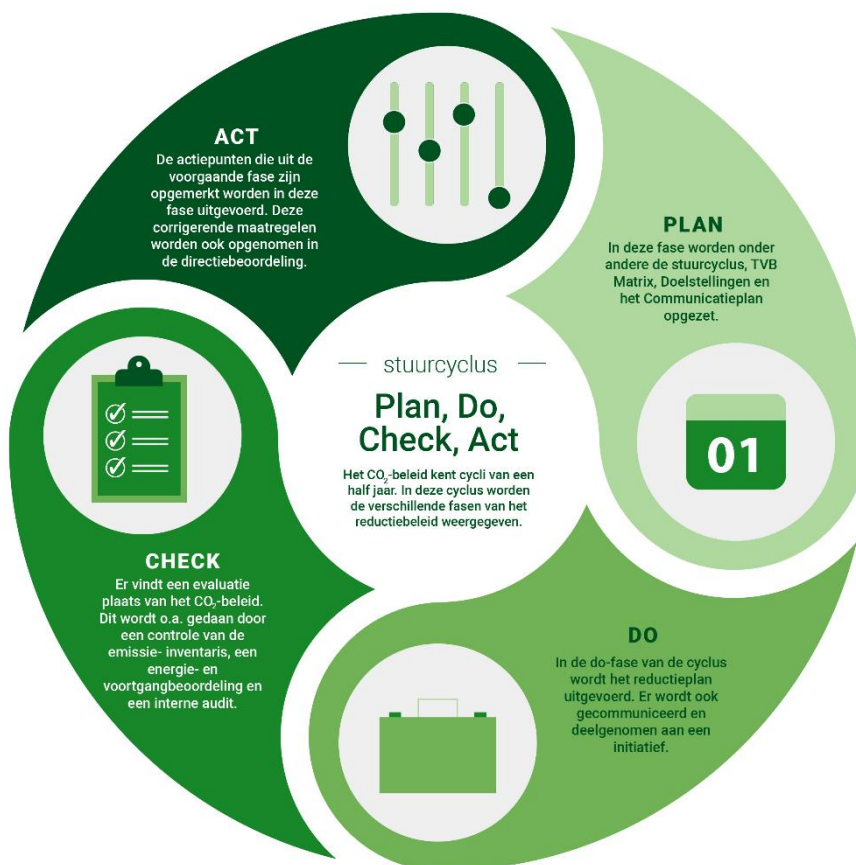 ACT
De actiepunten die uit de
voorgaande fase zijn
opgemerkt worden in deze
fase uitgevoerd. Deze
corrigerende maatregelen
worden ook opgenomen in
de directiebeoordeling.
PLAN
In deze fase worden onder
andere de stuurcyclus, TVB
Matrix, Doelstellingen en
het Communicatieplan
opgezet.
01
stuurcyclus
Plan, Do,
Check, Act
Het CO₂-beleid kent cycli van een
half jaar. In deze cyclus worden
de verschillende fasen van het
reductiebeleid weergegeven.
CHECK
Er vindt een evaluatie
plaats van het CO₂-beleid.
Dit wordt o.a. gedaan door
een controle van de
emissie- inventaris, een
energie- en
voortgangbeoordeling en
een interne audit.
DO
In de do-fase van de cyclus
wordt het reductieplan
uitgevoerd. Er wordt ook
gecommuniceerd en
deelgenomen aan een
initiatief.